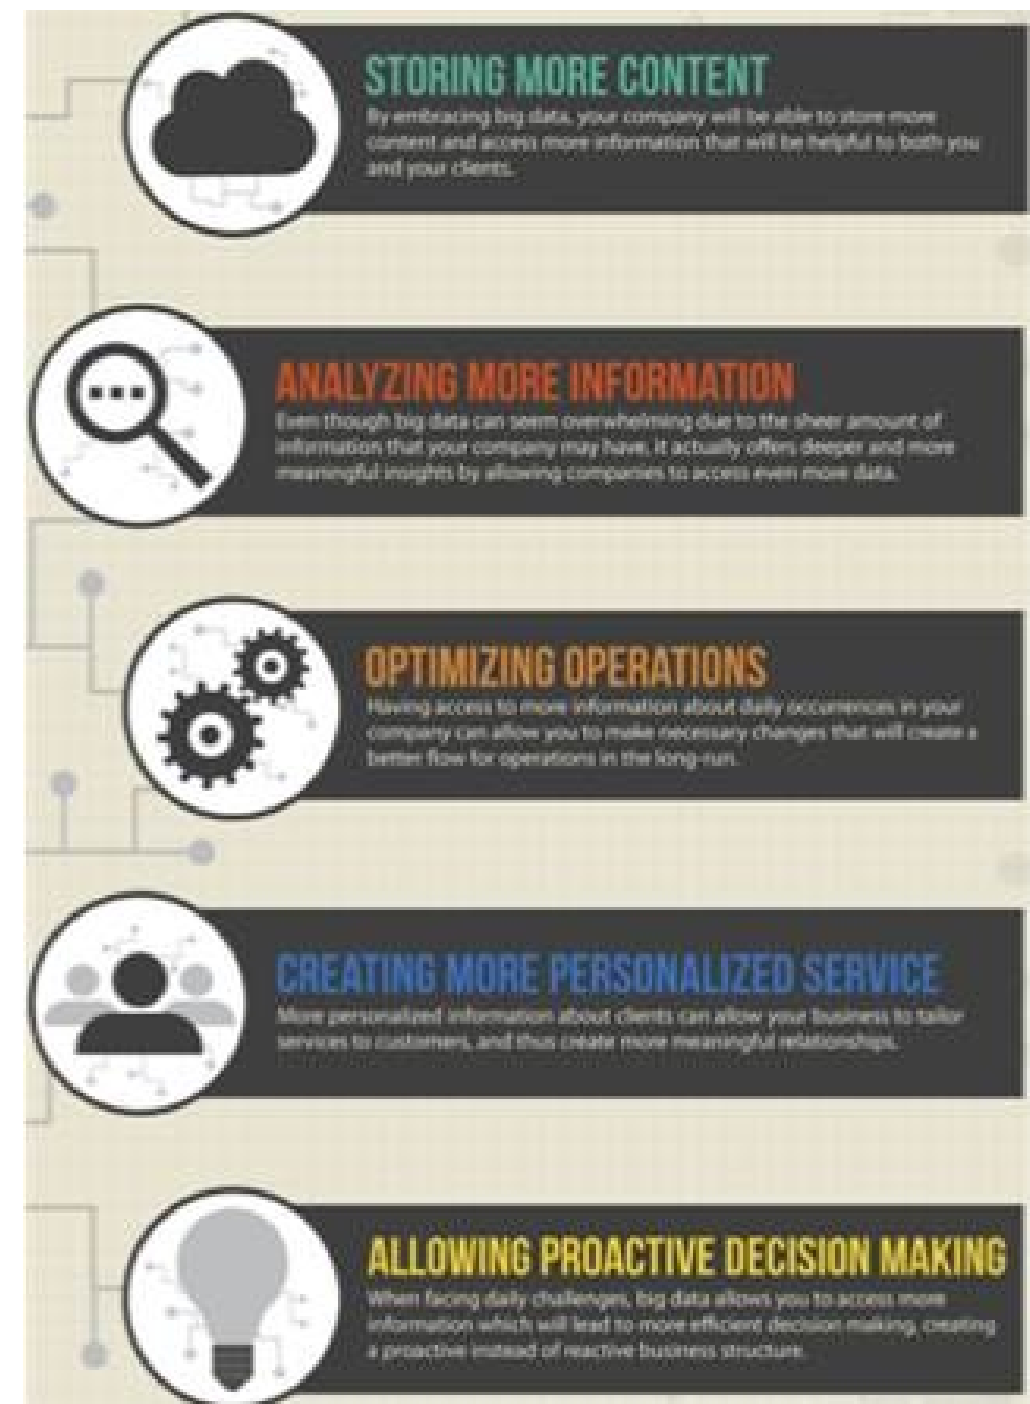 STORING MORE CONTENT
By embracing big data, your company will be able to store more
content and access more information that will be helpful to both you
and your clients.
ANALYZING MORE INFORMATION
Even though big data can seem overwhelming due to the sheer amount of
information that your company may have, it actually offers deeper and more
meaningful insights by allowing companies to access even more data.
OPTIMIZING OPERATIONS
Having access to more information about daily occurrences in your
company can allow you to make necessary changes that will create a
better flow for operations in the long-run.
CREATING MORE PERSONALIZED SERVICE
More personalized information about clients can allow your business to tailor
services to customers, and thus create more meaningful relationships.
ALLOWING PROACTIVE DECISION MAKING
When facing daily challenges, big data allows you to access more
information which will lead to more efficient decision making, creating
a proactive instead of reactive business structure.